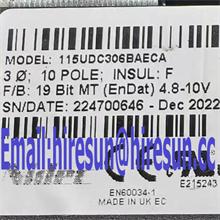 MODEL: 115UDC306BAECA
3 Ø; 10 POLE; INSUL: F
F/B: 19 Bit MT (EnDat) 4.8-10V
SN/DATE: 224700646 - Dec 2022
Email:hiresun@hiresun
E215243
EN60034-1
MADE IN UK EC